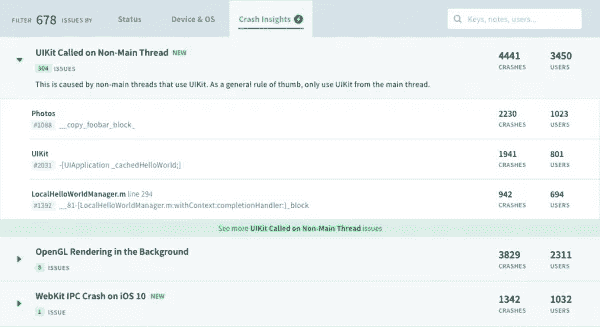 FILTER 678 ISSUES BY Status Device & OS Crash Insights Keys, notes, users...
UIKit Called on Non-Main Thread NEW 4441 3450
304 ISSUES CRASHES USERS
This is caused by non-main threads that use UIKit. As a general rule of thumb, only use UIKit from the main thread.
Photos 2230 1023
#1088 __copy_foobar_block_ CRASHES USERS
UIKit 1941 801
#2031 -[UIApplication _cachedHelloWorld;] CRASHES USERS
LocalHelloWorldManager.m line 294 942 694
#1392 __81-[LocalHelloWorldManager.m:withContext:completionHandler:]_block CRASHES USERS
See more UIKit Called on Non-Main Thread issues
OpenGL Rendering in the Background 3829 2311
ISSUES CRASHES USERS
WebKit IPC Crash on iOS 10 NEW 1342 1032
1 ISSUE CRASHES USERS